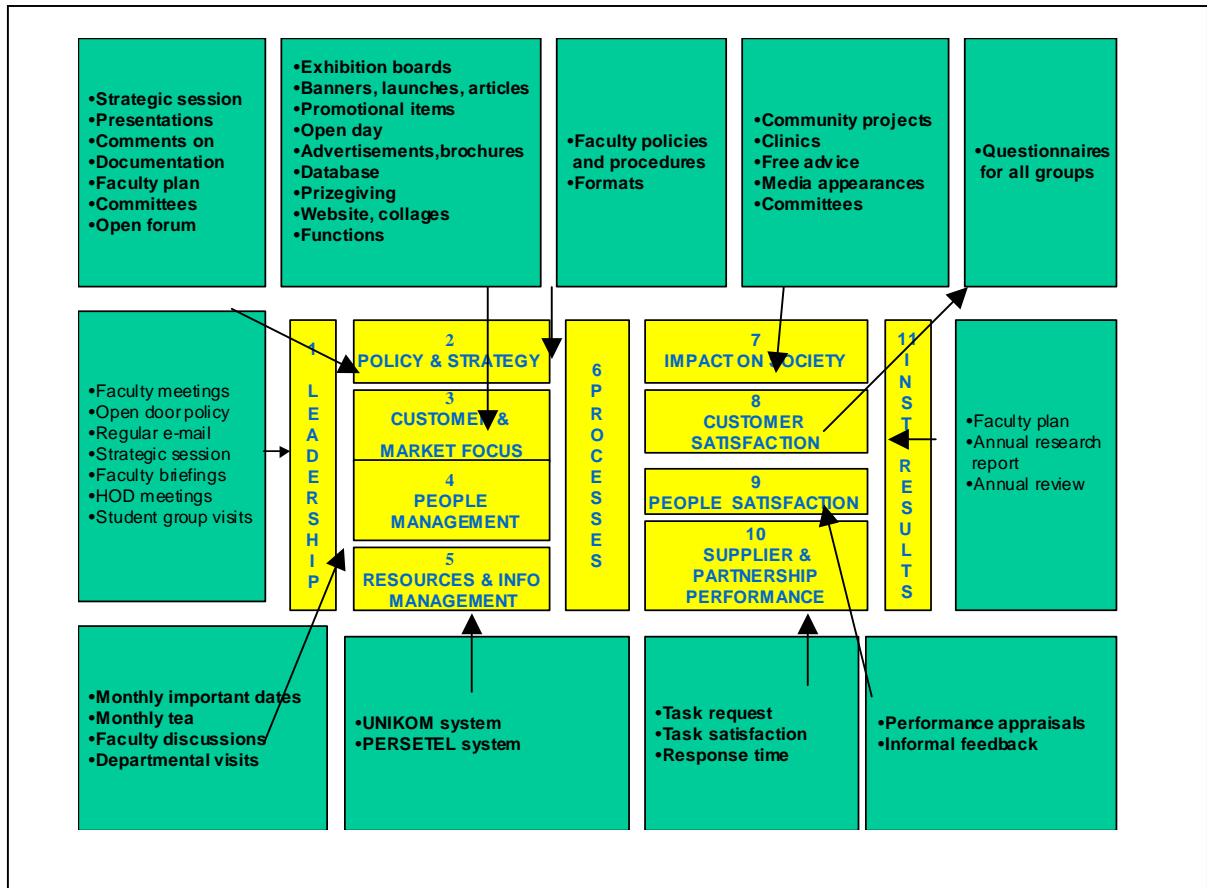 •Strategic session
•Presentations
•Comments on
•Documentation
•Faculty plan
•Committees
•Open forum
•Exhibition boards
•Banners, launches, articles
•Promotional items
•Open day
•Advertisements,brochures
•Database
•Prizegiving
•Website, collages
•Functions
•Faculty policies
and procedures
•Formats
•Community projects
•Clinics
•Free advice
•Media appearances
•Committees
•Questionnaires
for all groups
•Faculty meetings
•Open door policy
•Regular e-mail
•Strategic session
•Faculty briefings
•HOD meetings
•Student group visits
1
L
E
A
D
E
R
S
H
I
P
2
POLICY & STRATEGY
3
CUSTOMER &
MARKET FOCUS
4
PEOPLE
MANAGEMENT
5
RESOURCES & INFO
MANAGEMENT
6
P
R
O
C
E
S
S
E
S
7
IMPACT ON SOCIETY
8
CUSTOMER
SATISFACTION
9
PEOPLE SATISFACTION
10
SUPPLIER &
PARTNERSHIP
PERFORMANCE
11
I
N
S
T
R
E
S
U
L
T
S
•Faculty plan
•Annual research
report
•Annual review
•Monthly important dates
•Monthly tea
•Faculty discussions
•Departmental visits
•UNIKOM system
•PERSETEL system
•Task request
•Task satisfaction
•Response time
•Performance appraisals
•Informal feedback